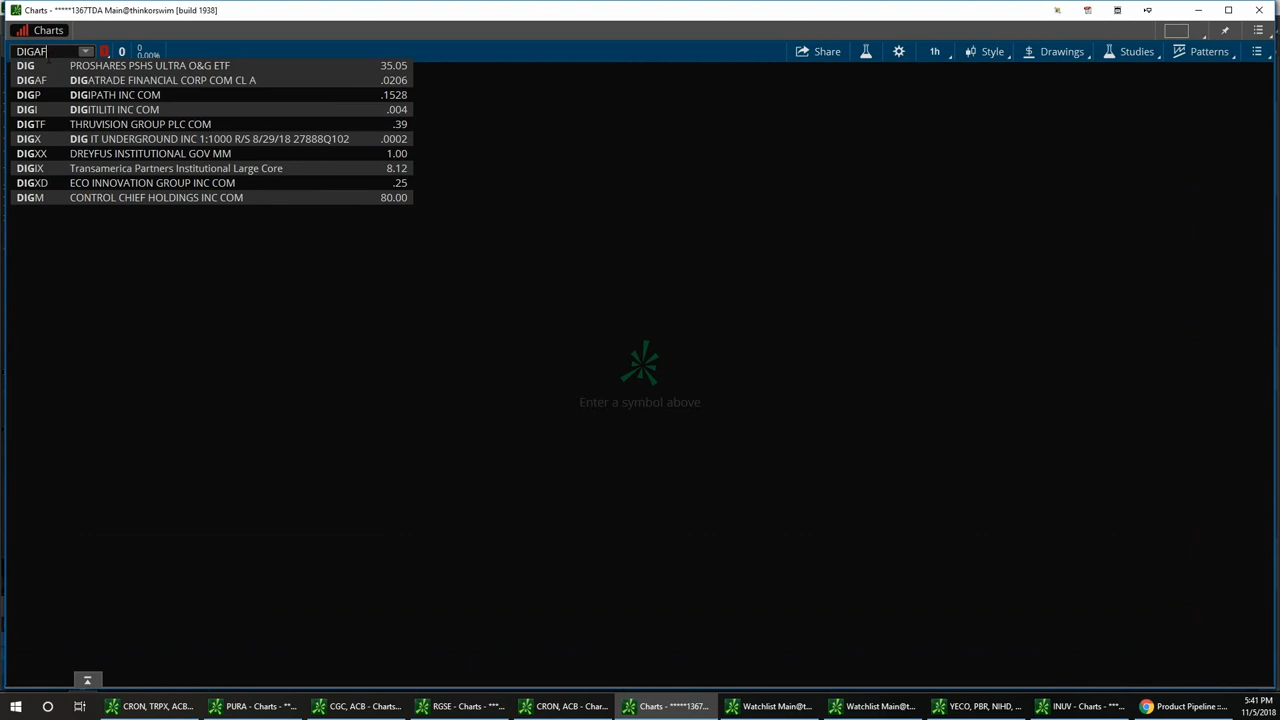 Charts - *****1367TDA Main@thinkorswim [build 1938]
Charts
DIGAF 0 0 0.00% Share 1h Style Drawings Studies Patterns
DIG PROSHARES PSHS ULTRA O&G ETF 35.05
DIGAF DIGATRADE FINANCIAL CORP COM CL A .0206
DIGP DIGIPATH INC COM .1528
DIGI DIGITILITI INC COM .004
DIGTF THRUVISION GROUP PLC COM .39
DIGX DIG IT UNDERGROUND INC 1:1000 R/S 8/29/18 27888Q102 .0002
DIGXX DREYFUS INSTITUTIONAL GOV MM 1.00
DIGIX Transamerica Partners Institutional Large Core 8.12
DIGXD ECO INNOVATION GROUP INC COM .25
DIGM CONTROL CHIEF HOLDINGS INC COM 80.00
Enter a symbol above
CRON, TRPX, ACB... PURA - Charts - **... CGC, ACB - Charts... RGSE - Charts - **... CRON, ACB - Char... Charts - *****1367... Watchlist Main@t... Watchlist Main@t... YECO, PBR, NIHD, ... INUV - Charts - ***... Product Pipeline ::...
5:41 PM
11/5/2018